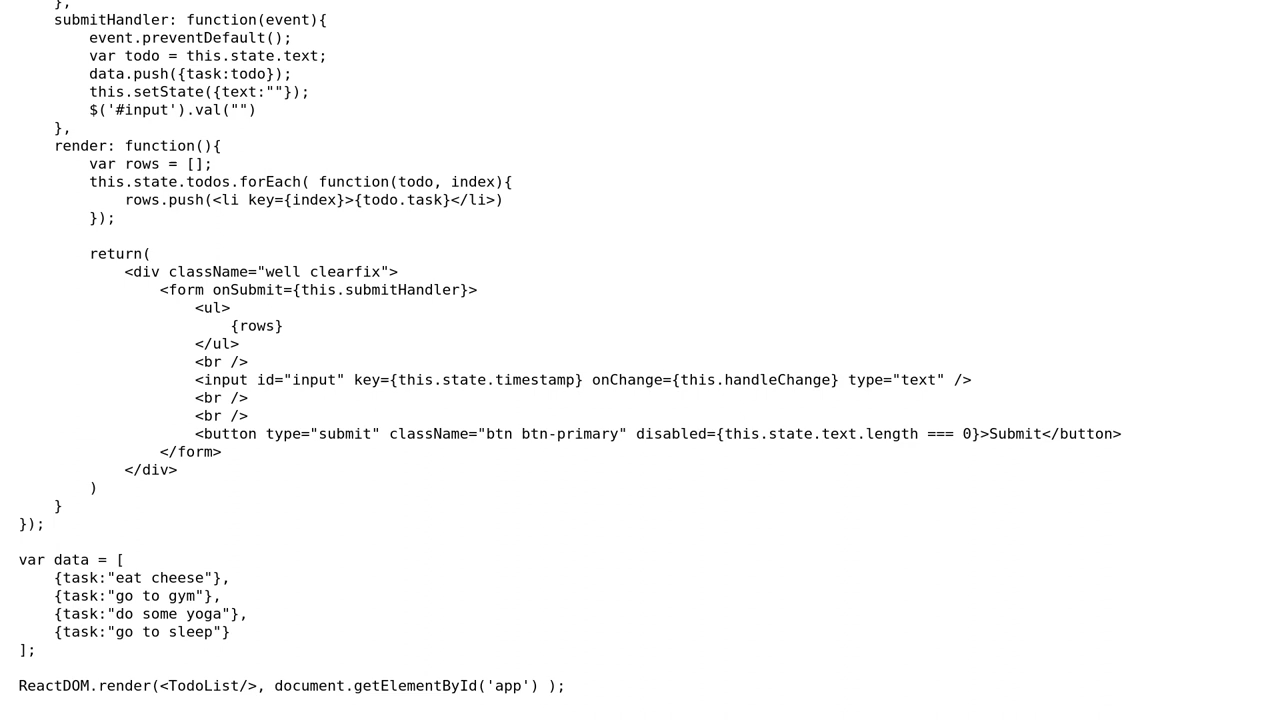 },
    submitHandler: function(event){
        event.preventDefault();
        var todo = this.state.text;
        data.push({task:todo});
        this.setState({text:""});
        $('#input').val("")
    },
    render: function(){
        var rows = [];
        this.state.todos.forEach( function(todo, index){
            rows.push(<li key={index}>{todo.task}</li>)
        });

        return(
            <div className="well clearfix">
                <form onSubmit={this.submitHandler}>
                    <ul>
                        {rows}
                    </ul>
                    <br />
                    <input id="input" key={this.state.timestamp} onChange={this.handleChange} type="text" />
                    <br />
                    <br />
                    <button type="submit" className="btn btn-primary" disabled={this.state.text.length === 0}>Submit</button>
                </form>
            </div>
        )
    }
});

var data = [
    {task:"eat cheese"},
    {task:"go to gym"},
    {task:"do some yoga"},
    {task:"go to sleep"}
];

ReactDOM.render(<TodoList/>, document.getElementById('app') );